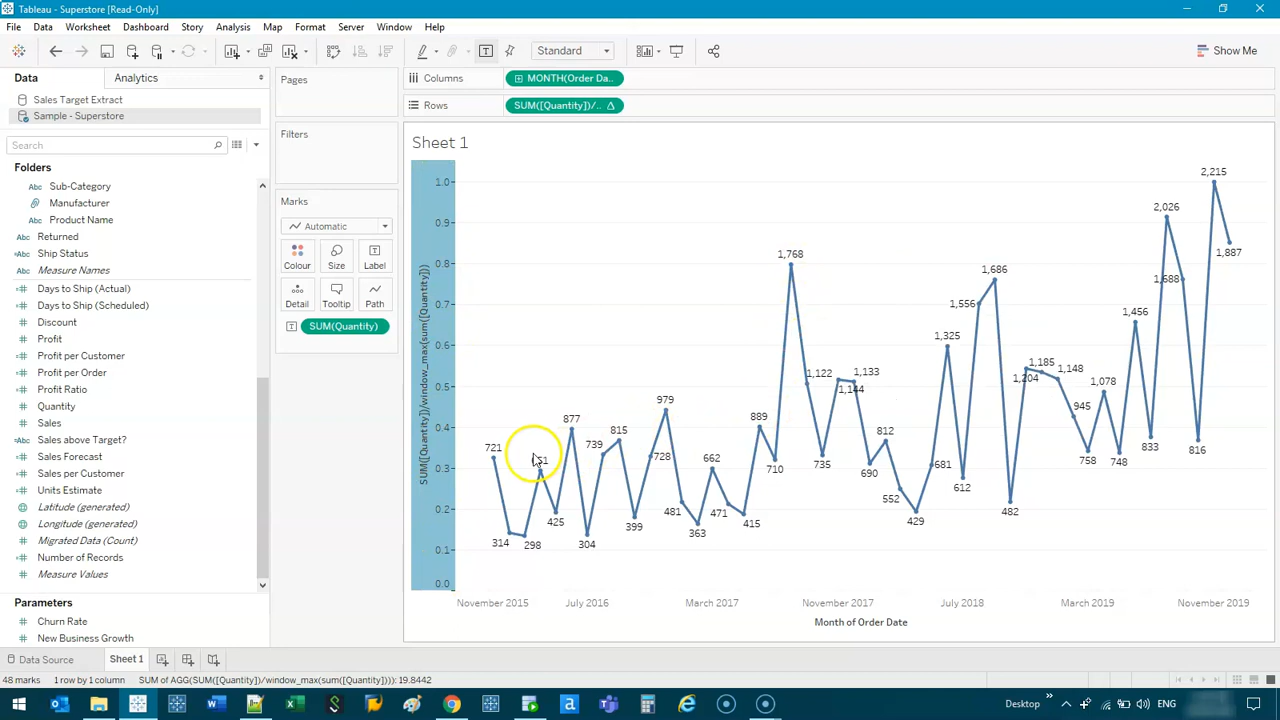 Tableau - Superstore [Read-Only]
File Data Worksheet Dashboard Story Analysis Map Format Server Window Help
Standard
Show Me
Data
Analytics
Sales Target Extract
Sample - Superstore
Search
Folders
Abc Sub-Category
Manufacturer
Abc Product Name
Abc Returned
=Abc Ship Status
Abc Measure Names
Days to Ship (Actual)
Days to Ship (Scheduled)
Discount
Profit
Profit per Customer
Profit per Order
Profit Ratio
Quantity
Sales
=Abc Sales above Target?
Sales Forecast
Sales per Customer
Units Estimate
Latitude (generated)
Longitude (generated)
Migrated Data (Count)
Number of Records
Measure Values
Parameters
Churn Rate
New Business Growth
Pages
Filters
Marks
Automatic
Colour Size Label
Detail Tooltip Path
SUM(Quantity)
Columns
MONTH(Order Da..
Rows
SUM([Quantity])/..
Sheet 1
SUM([Quantity])/window_max(sum([Quantity]))
1.0
0.9
0.8
0.7
0.6
0.5
0.4
0.3
0.2
0.1
0.0
721
314
298
425
877
304
739
815
399
728
979
481
363
662
471
415
889
710
1,768
1,122
735
1,144
1,133
690
812
552
429
681
1,325
612
1,556
1,686
482
1,204
1,185
1,148
945
758
1,078
748
1,456
833
2,026
1,688
816
2,215
1,887
November 2015 July 2016 March 2017 November 2017 July 2018 March 2019 November 2019
Month of Order Date
Data Source
Sheet 1
48 marks 1 row by 1 column SUM of AGG(SUM([Quantity])/window_max(sum([Quantity]))): 19.8442
Desktop
ENG